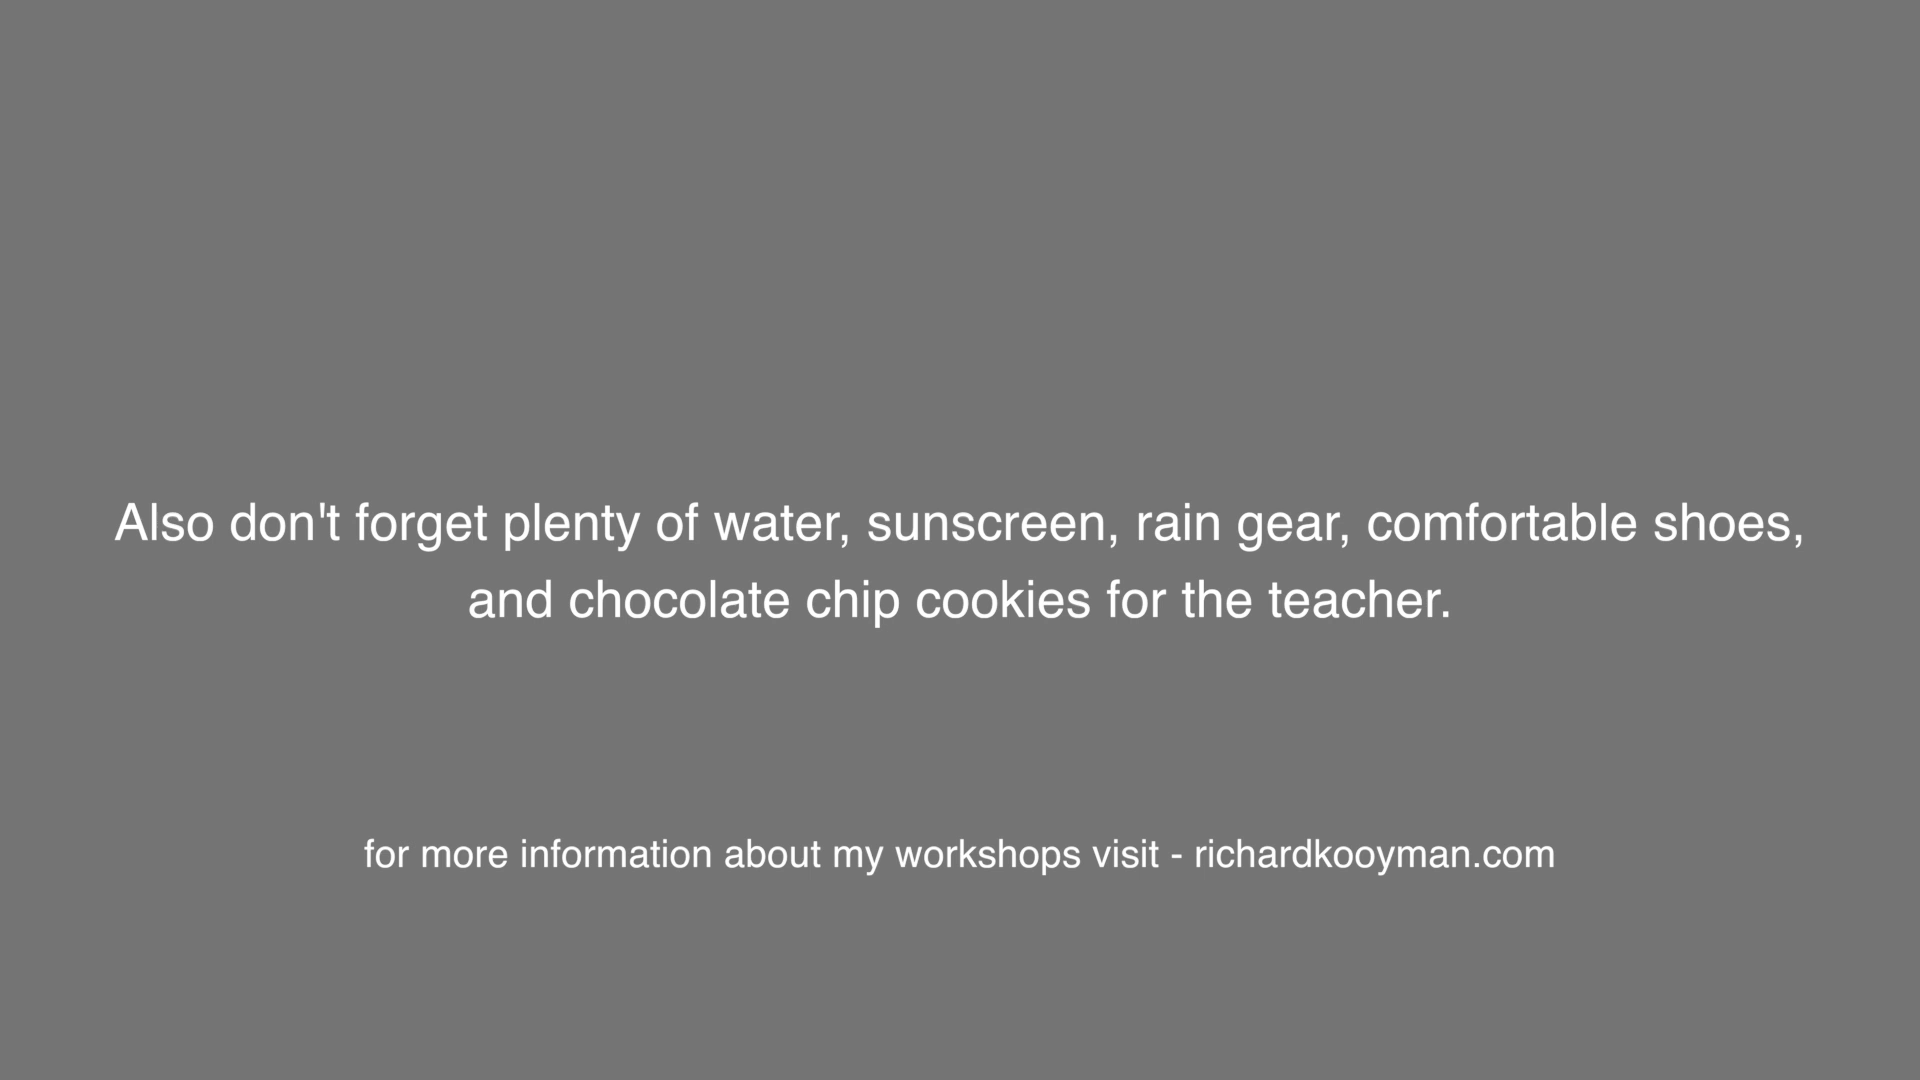 Also don't forget plenty of water, sunscreen, rain gear, comfortable shoes,
and chocolate chip cookies for the teacher.
for more information about my workshops visit - richardkooyman.com